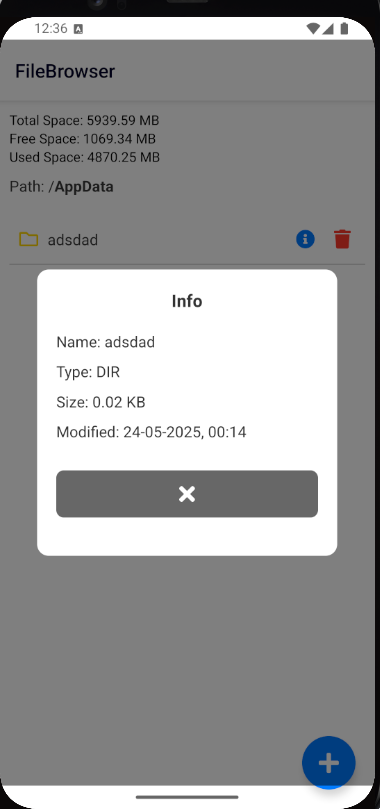 12:36
FileBrowser
Total Space: 5939.59 MB
Free Space: 1069.34 MB
Used Space: 4870.25 MB
Path: /AppData
adsdad
Info
Name: adsdad
Type: DIR
Size: 0.02 KB
Modified: 24-05-2025, 00:14